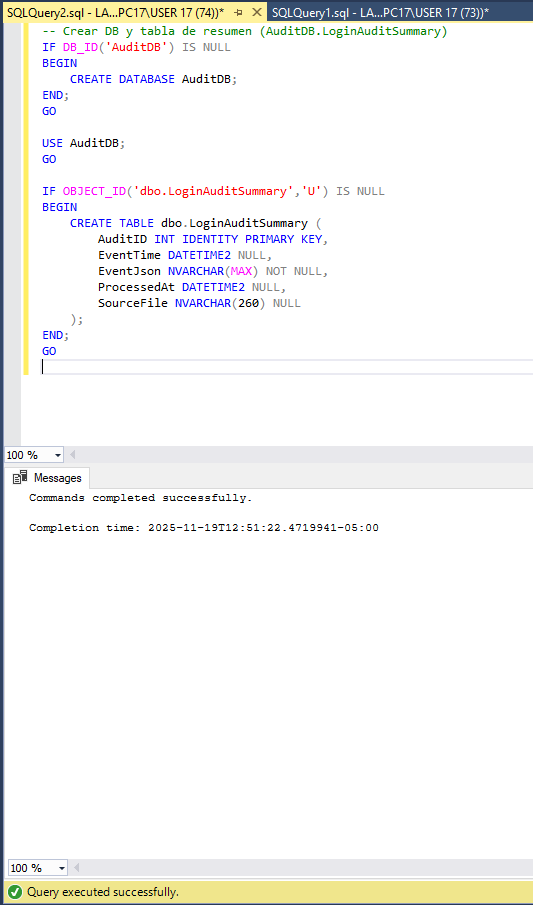 SQLQuery2.sql - LA...PC17\USER 17 (74))* SQLQuery1.sql - LA...PC17\USER 17 (73))*
-- Crear DB y tabla de resumen (AuditDB.LoginAuditSummary)
IF DB_ID('AuditDB') IS NULL
BEGIN
    CREATE DATABASE AuditDB;
END;
GO

USE AuditDB;
GO

IF OBJECT_ID('dbo.LoginAuditSummary','U') IS NULL
BEGIN
    CREATE TABLE dbo.LoginAuditSummary (
        AuditID INT IDENTITY PRIMARY KEY,
        EventTime DATETIME2 NULL,
        EventJson NVARCHAR(MAX) NOT NULL,
        ProcessedAt DATETIME2 NULL,
        SourceFile NVARCHAR(260) NULL
    );
END;
GO
100 %
Messages
Commands completed successfully.

Completion time: 2025-11-19T12:51:22.4719941-05:00
100 %
Query executed successfully.